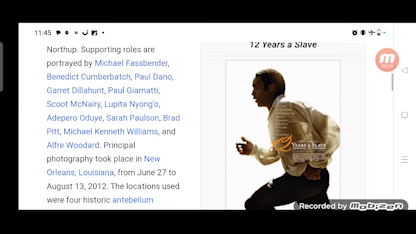 11:45
Northup. Supporting roles are
portrayed by Michael Fassbender,
Benedict Cumberbatch, Paul Dano,
Garret Dillahunt, Paul Giamatti,
Scoot McNairy, Lupita Nyong'o,
Adepero Oduye, Sarah Paulson, Brad
Pitt, Michael Kenneth Williams, and
Alfre Woodard. Principal
photography took place in New
Orleans, Louisiana, from June 27 to
August 13, 2012. The locations used
were four historic antebellum
12 Years a Slave
YEARS A SLAVE
Recorded by Mobizen